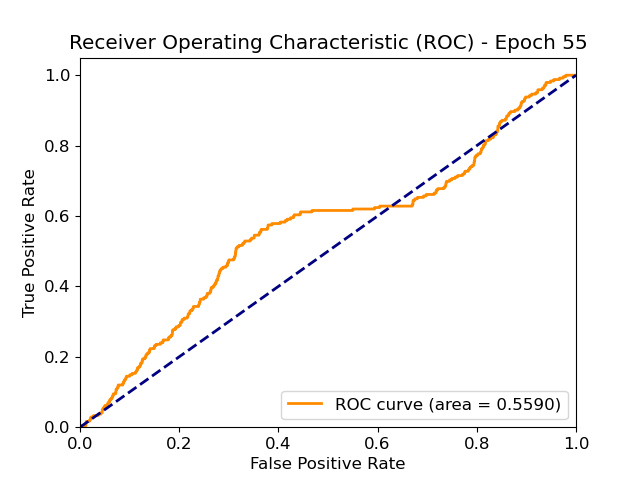 Receiver Operating Characteristic (ROC) - Epoch 55
True Positive Rate
1.0
0.8
0.6
0.4
0.2
0.0
0.0 0.2 0.4 0.6 0.8 1.0
False Positive Rate
ROC curve (area = 0.5590)